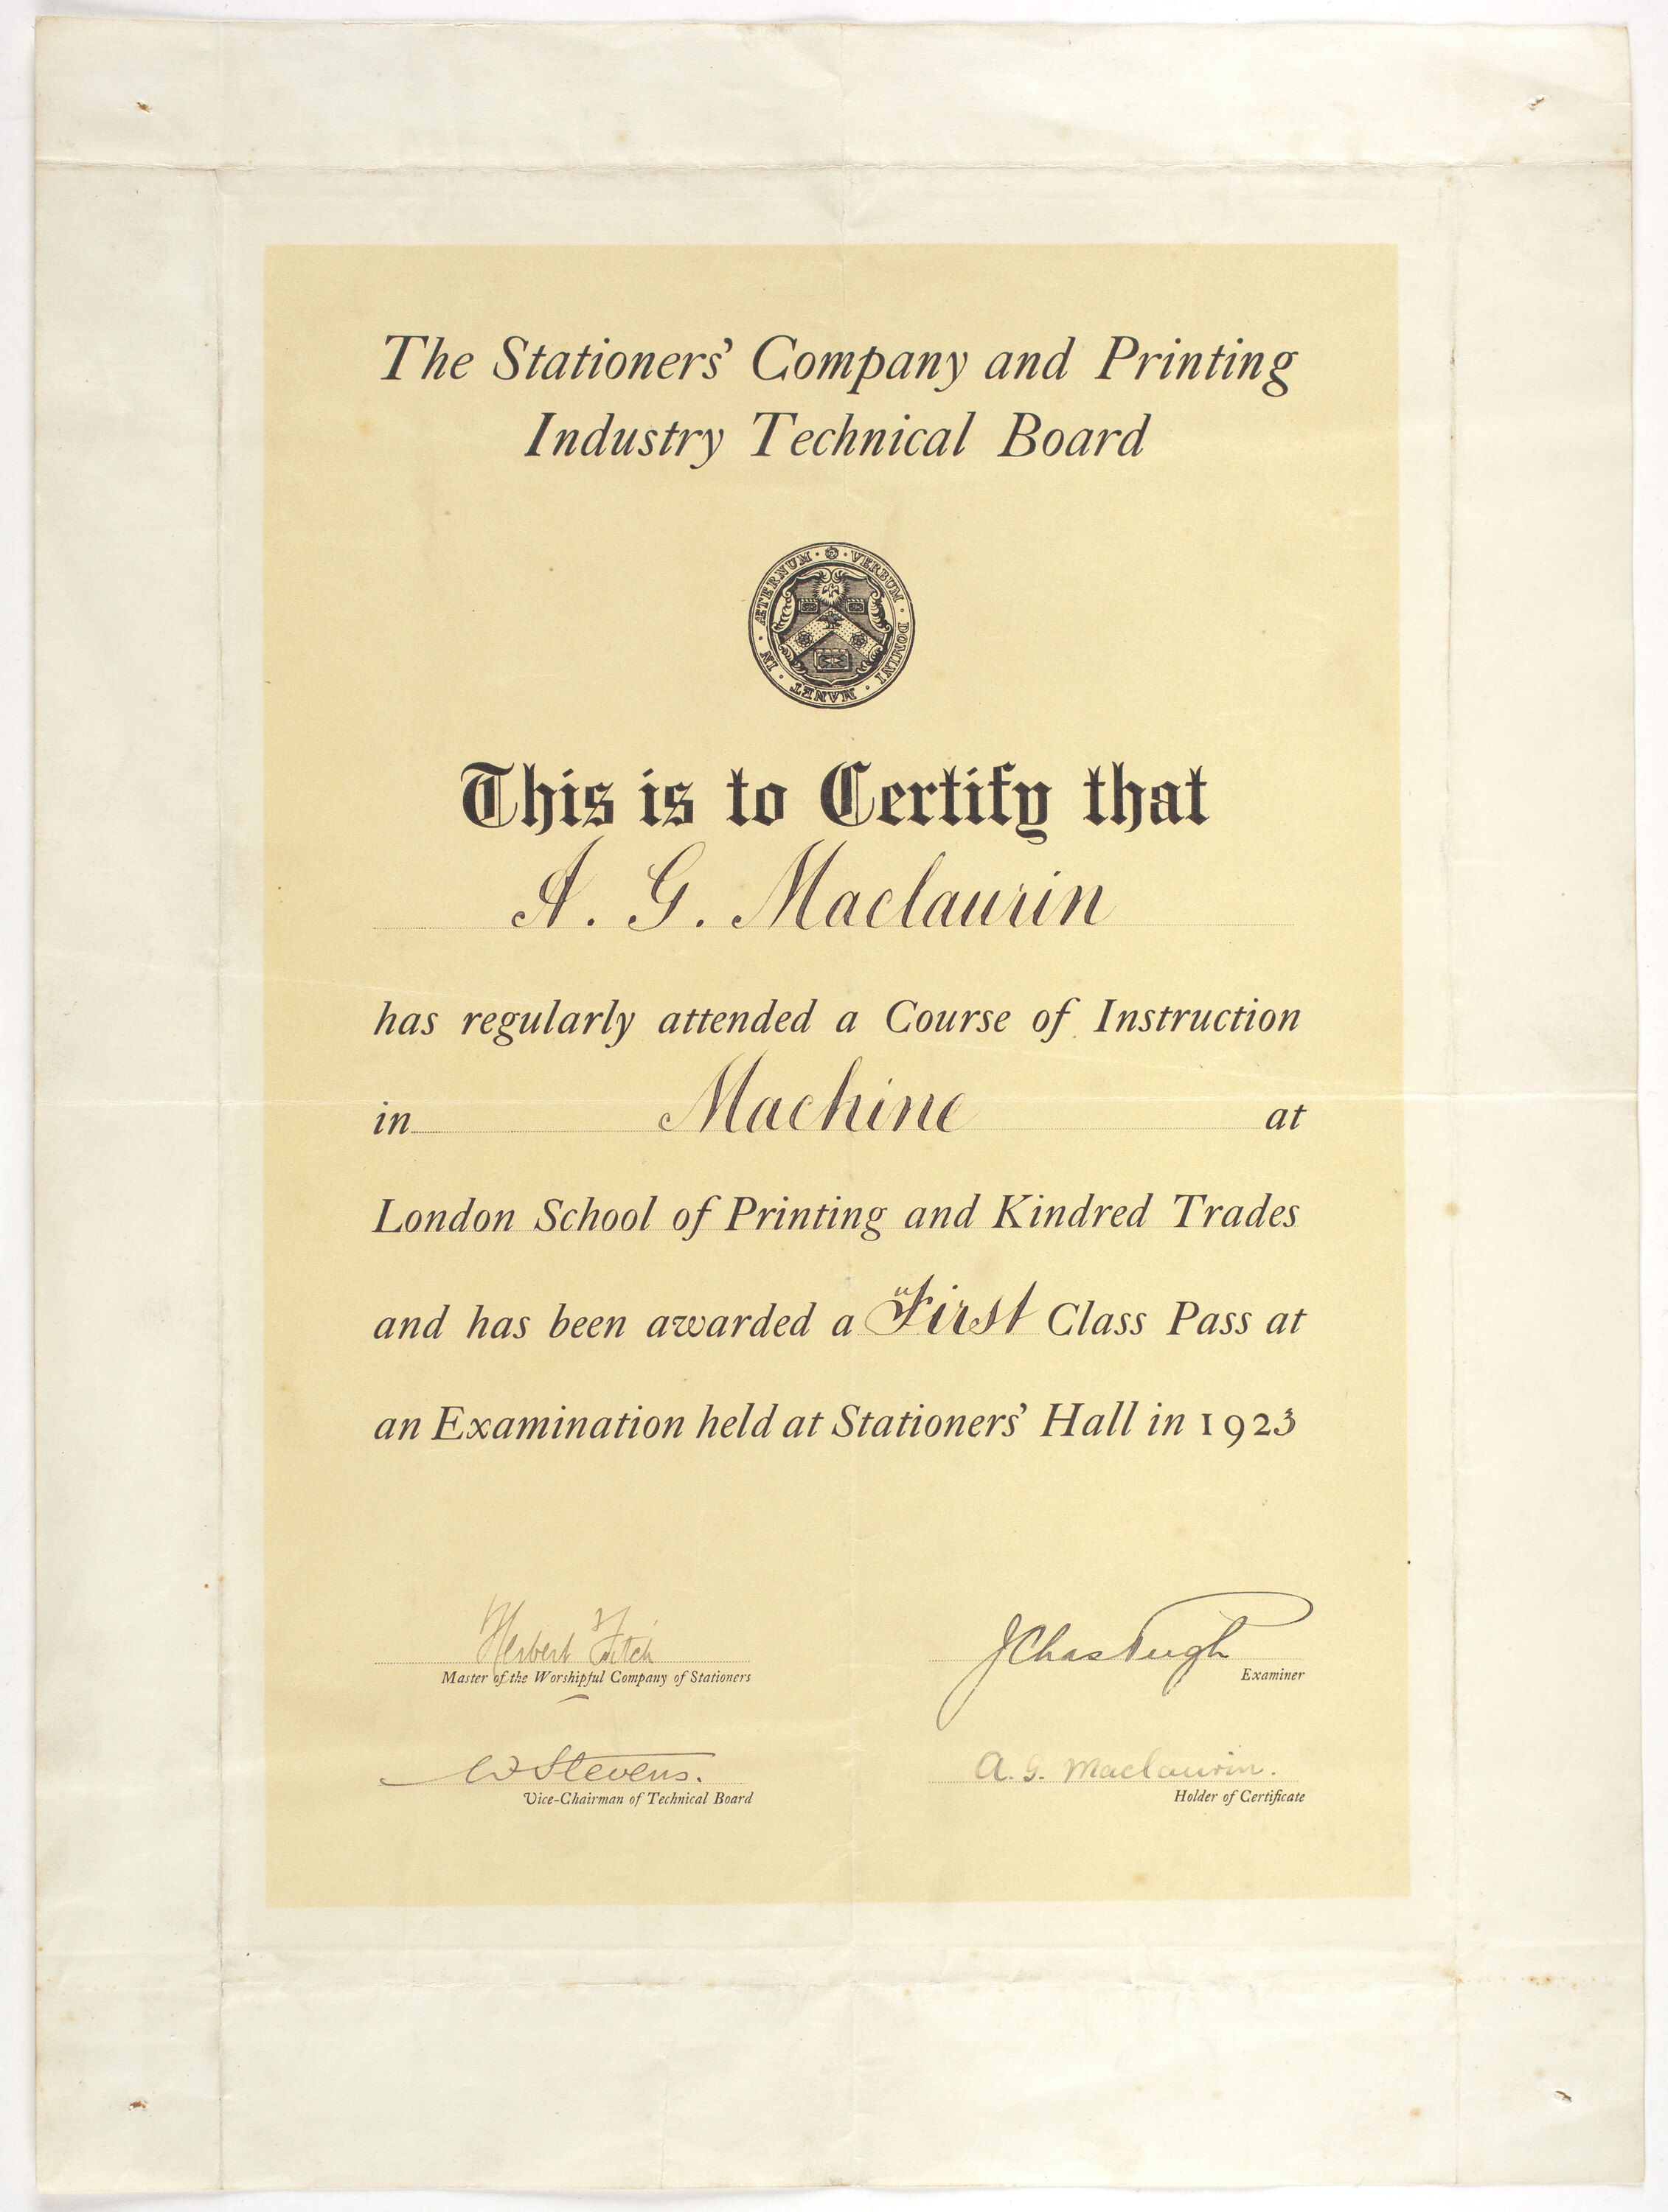 The Stationers' Company and Printing
Industry Technical Board
VERBUM · DOMINI · MANET · IN · ÆTERNUM
This is to Certify that
A. G. Maclaurin
has regularly attended a Course of Instruction
in Machine at
London School of Printing and Kindred Trades
and has been awarded a First Class Pass at
an Examination held at Stationers' Hall in 1923
Herbert Fitch
Master of the Worshipful Company of Stationers
J Chas Pugh
Examiner
W Stevens.
Vice-Chairman of Technical Board
A. G. Maclaurin.
Holder of Certificate